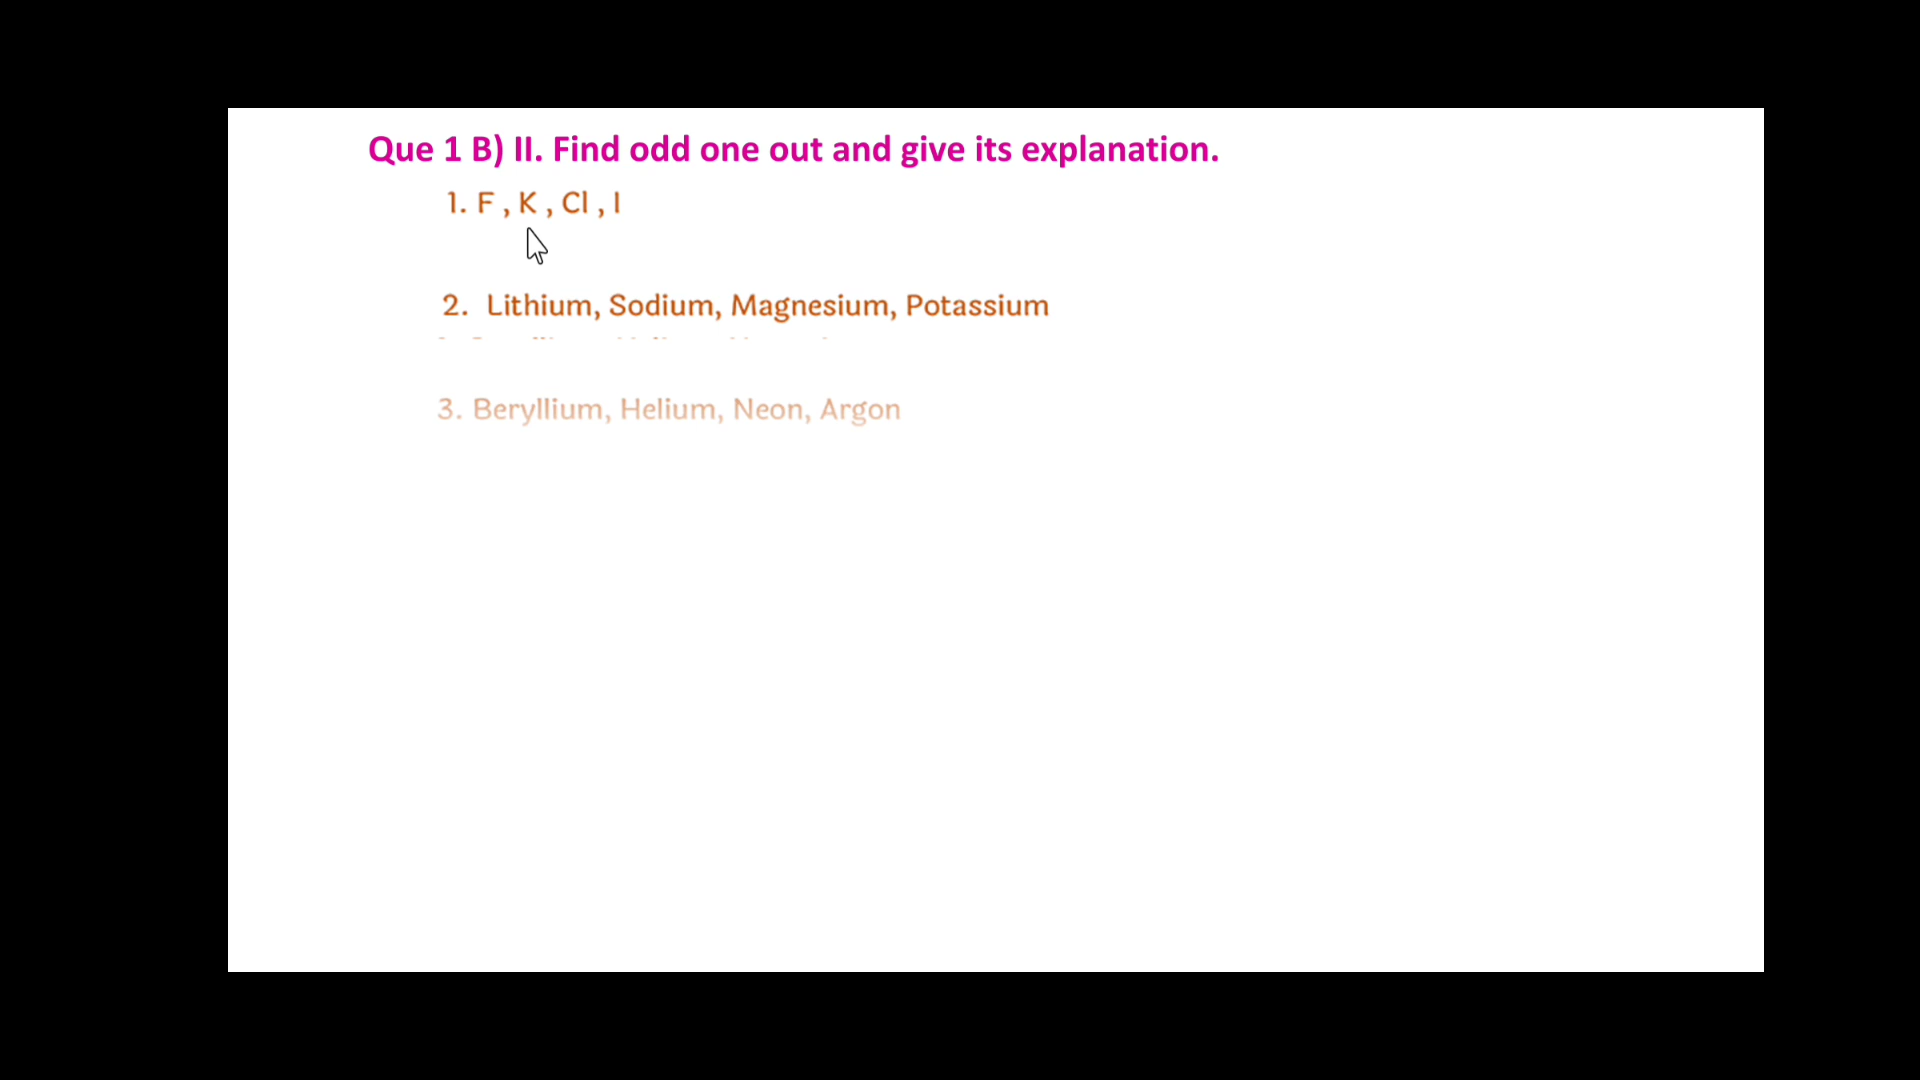 Que 1 B) II. Find odd one out and give its explanation.
1. F , K , Cl , I
2. Lithium, Sodium, Magnesium, Potassium
3. Beryllium, Helium, Neon, Argon